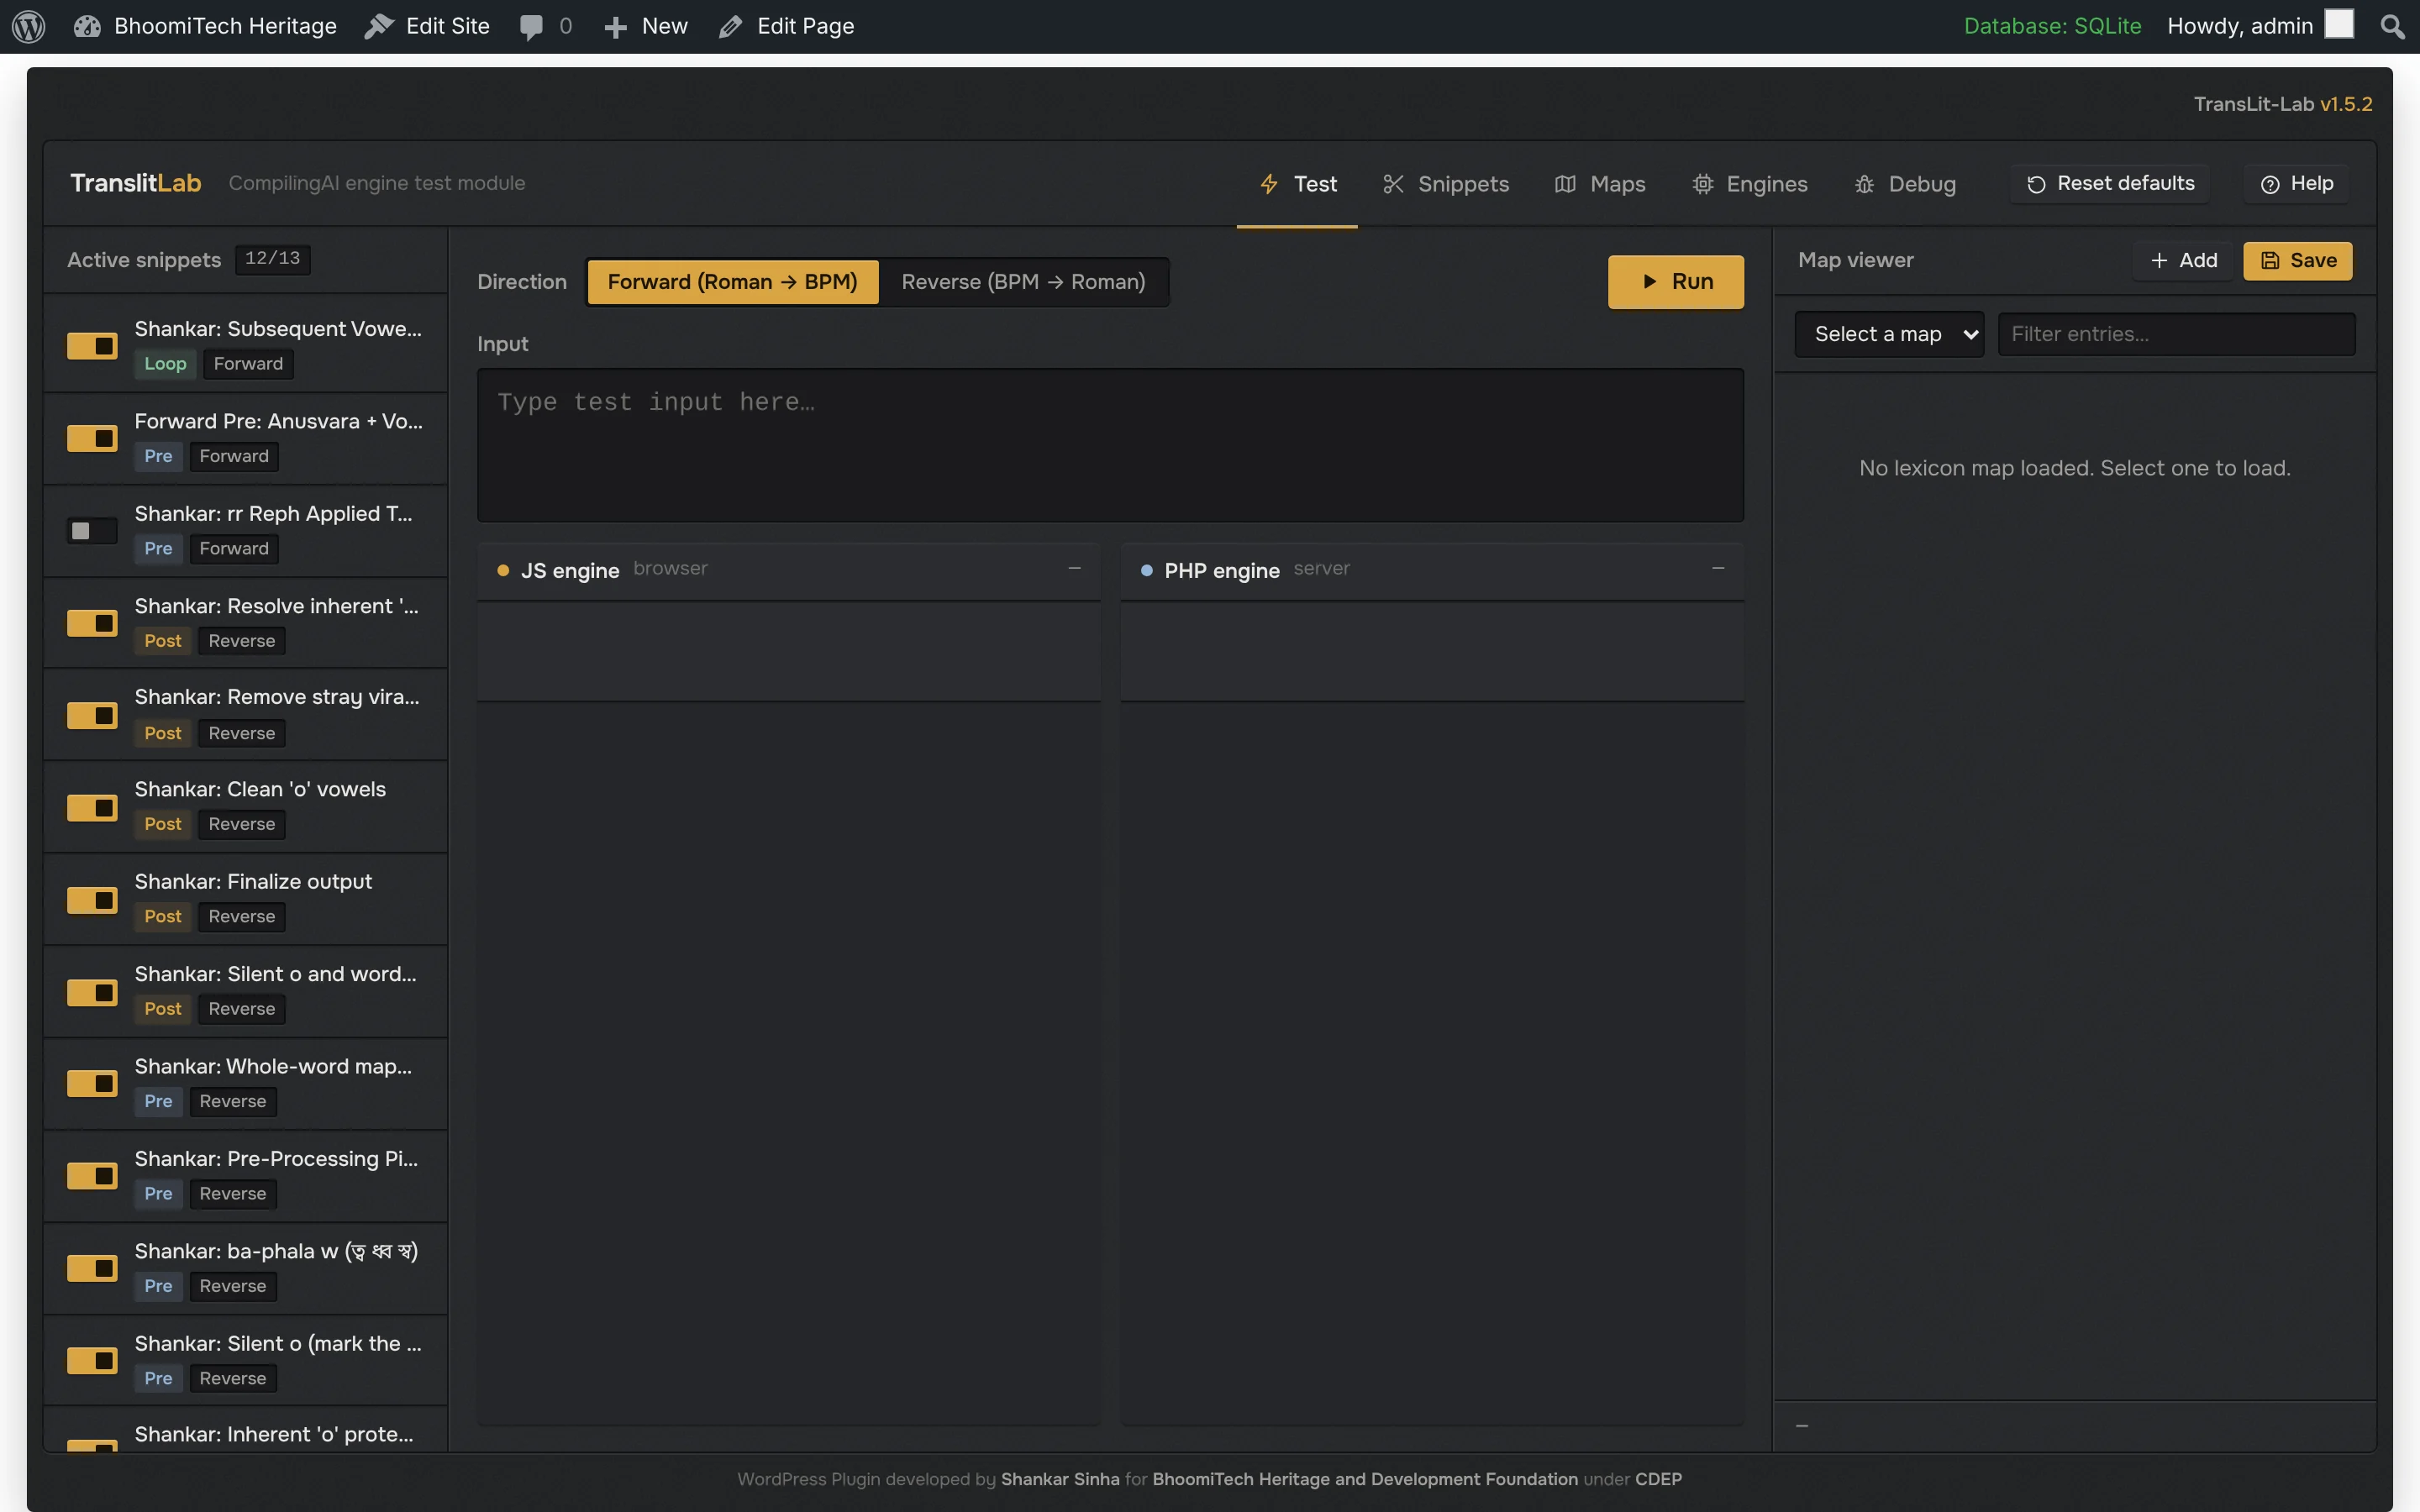 BhoomiTech Heritage Edit Site 0 New Edit Page Database: SQLite Howdy, admin
TransLit-Lab v1.5.2
TranslitLab CompilingAI engine test module Test Snippets Maps Engines Debug Reset defaults Help
Active snippets 12/13
Shankar: Subsequent Vowe...
Loop Forward
Forward Pre: Anusvara + Vo...
Pre Forward
Shankar: rr Reph Applied T...
Pre Forward
Shankar: Resolve inherent '...
Post Reverse
Shankar: Remove stray vira...
Post Reverse
Shankar: Clean 'o' vowels
Post Reverse
Shankar: Finalize output
Post Reverse
Shankar: Silent o and word...
Post Reverse
Shankar: Whole-word map...
Pre Reverse
Shankar: Pre-Processing Pi...
Pre Reverse
Shankar: ba-phala w (ত্ব ধ্ব স্ব)
Pre Reverse
Shankar: Silent o (mark the ...
Pre Reverse
Shankar: Inherent 'o' prote...
Direction Forward (Roman → BPM) Reverse (BPM → Roman) Run
Input
Type test input here…
JS engine browser —
PHP engine server —
Map viewer + Add Save
Select a map Filter entries...
No lexicon map loaded. Select one to load.
—
WordPress Plugin developed by Shankar Sinha for BhoomiTech Heritage and Development Foundation under CDEP